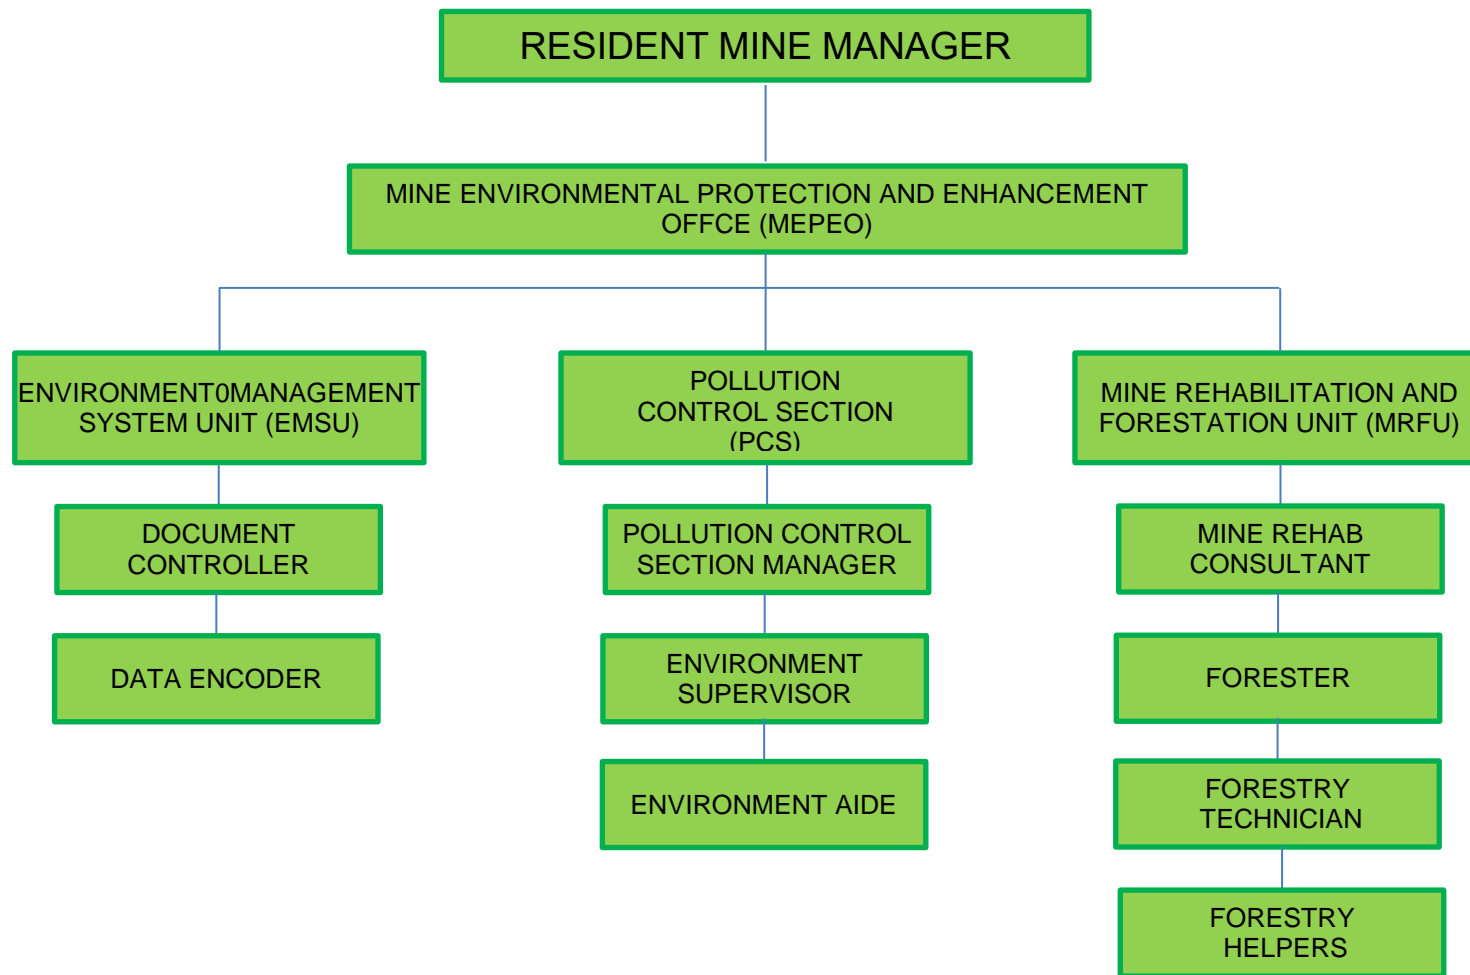 RESIDENT MINE MANAGER
MINE ENVIRONMENTAL PROTECTION AND ENHANCEMENT
OFFCE (MEPEO)
ENVIRONMENT0MANAGEMENT
SYSTEM UNIT (EMSU)
POLLUTION
CONTROL SECTION
(PCS)
MINE REHABILITATION AND
FORESTATION UNIT (MRFU)
DOCUMENT
CONTROLLER
POLLUTION CONTROL
SECTION MANAGER
MINE REHAB
CONSULTANT
DATA ENCODER
ENVIRONMENT
SUPERVISOR
FORESTER
ENVIRONMENT AIDE
FORESTRY
TECHNICIAN
FORESTRY
HELPERS